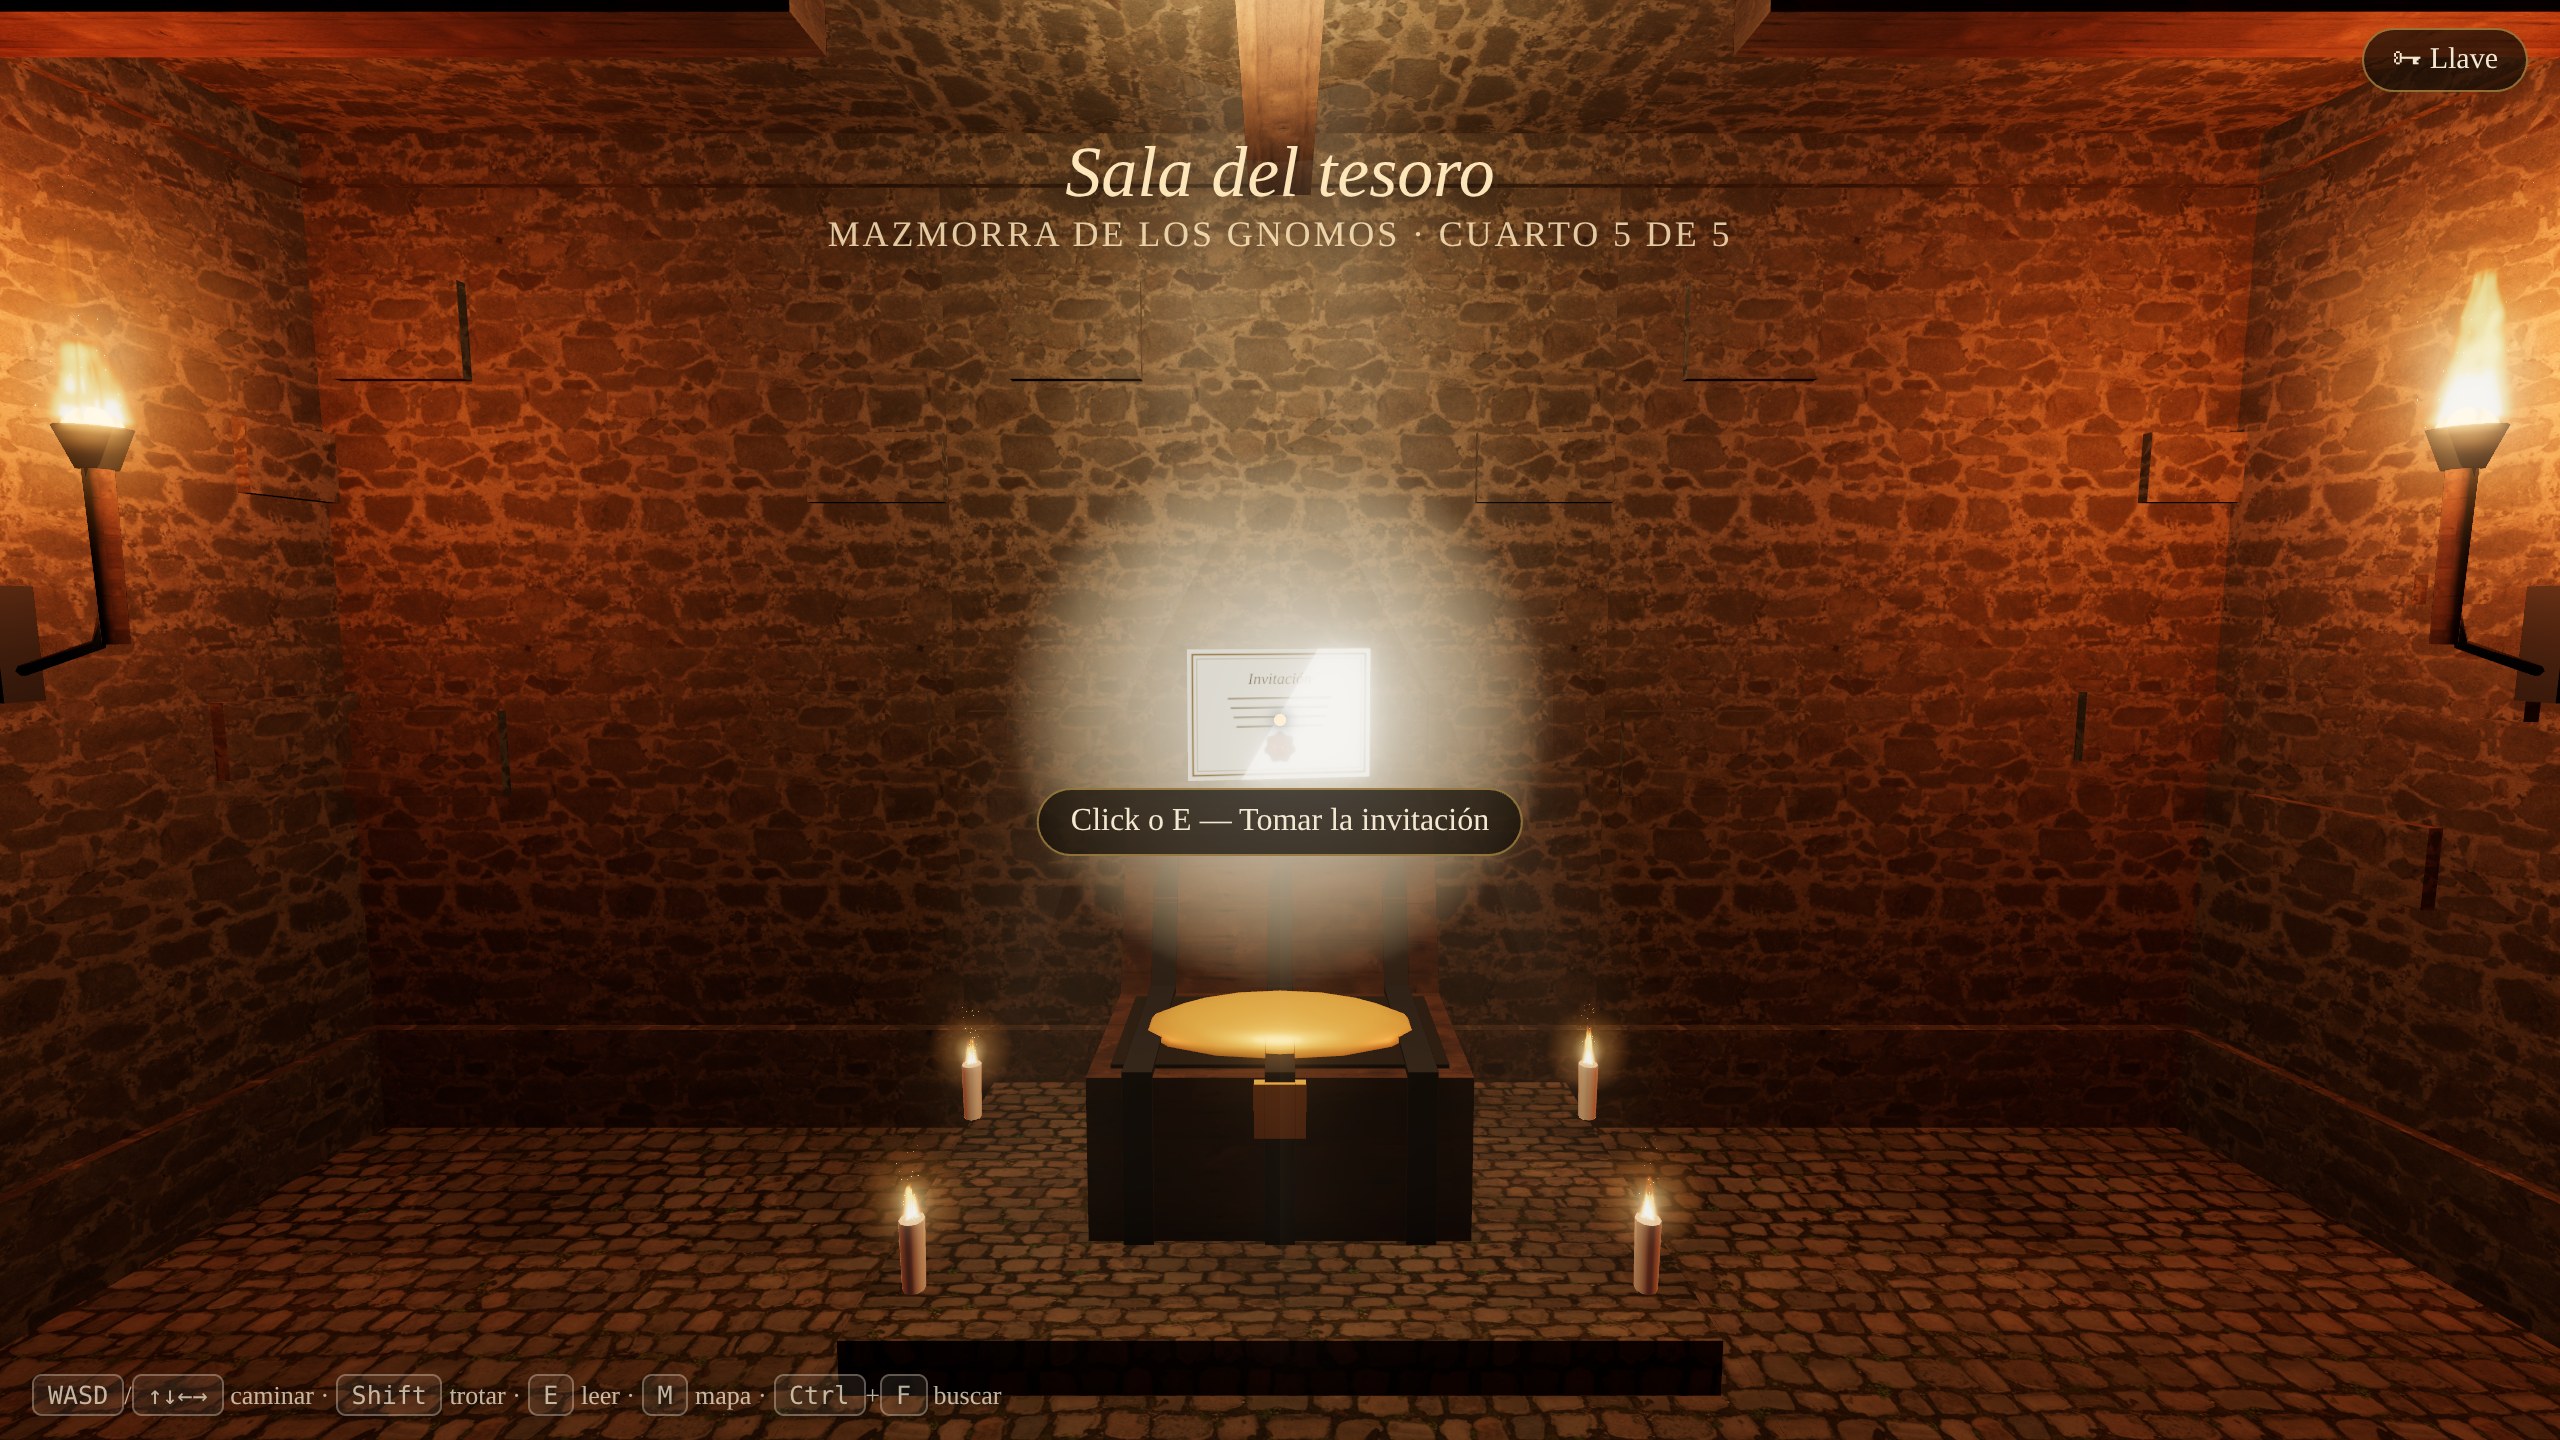 🗝 Llave
Sala del tesoro
MAZMORRA DE LOS GNOMOS · CUARTO 5 DE 5
Invitación
Click o E — Tomar la invitación
WASD/↑↓←→ caminar · Shift trotar · E leer · M mapa · Ctrl+F buscar